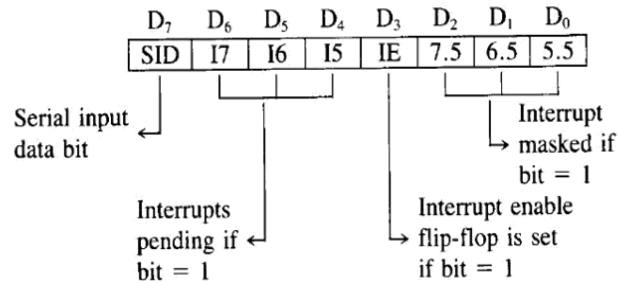 D₇ D₆ D₅ D₄ D₃ D₂ D₁ D₀
SID I7 I6 I5 IE 7.5 6.5 5.5
Serial input
data bit
Interrupt
masked if
bit = 1
Interrupts
pending if
bit = 1
Interrupt enable
flip-flop is set
if bit = 1